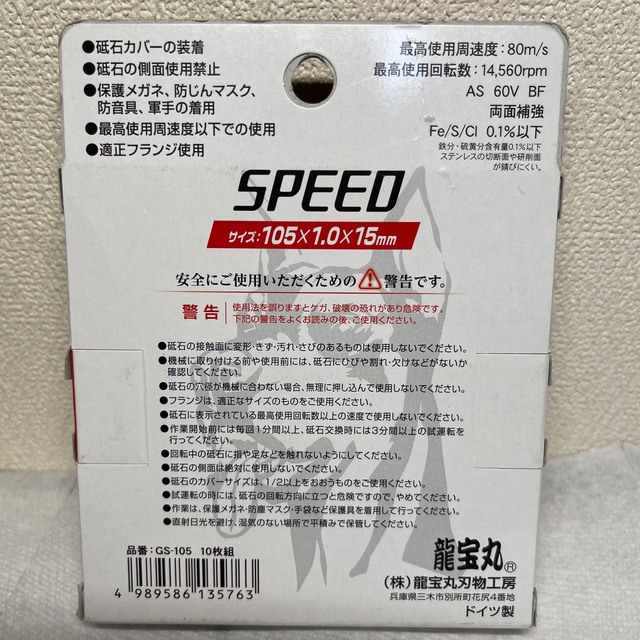 ●砥石カバーの装着
●砥石の側面使用禁止
●保護メガネ、防じんマスク、
防音具、軍手の着用
●最高使用周速度以下での使用
●適正フランジ使用
最高使用周速度:80m/s
最高使用回転数:14,560rpm
AS 60V BF
両面補強
Fe/S/Cl 0.1%以下
鉄分・硫黄分含有量0.1%以下
ステンレスの切断面や研削面
が錆びにくい。
SPEED
サイズ:105×1.0×15mm
安全にご使用いただくための⚠警告です。
警告
使用法を誤りますとケガ、破壊の恐れがあり危険です。
下記の警告をよくお読みの後、ご使用ください。
●砥石の接触面に変形・きず・汚れ・さびのあるものは使用しないでください。
●機械に取り付ける前や使用前には、砥石にひびや割れ・欠けなどがないか
確認してください。
●砥石の穴径が機械に合わない場合、無理に押し込んで使用しないでください。
●フランジは、適正なサイズのものをご使用ください。
●砥石に表示されている最高使用回転数以上の速度で使用しないでください。
●作業開始前には毎回1分間以上、砥石交換時には3分間以上の試運転を
行ってください。
●回転中の砥石に指や足などを触れないようにしてください。
●砥石の側面は絶対に使用しないでください。
●砥石のカバーサイズは、1/2以上をおおうものをご使用ください。
●試運転の時には、砥石の回転方向に立つと危険ですので、やめてください。
●作業は、保護メガネ・防塵マスク・手袋など保護具を着用して行ってください。
●直射日光を避け、湿気のない場所で平積みで保管してください。
品番:GS-105 10枚組
4 989586 135763
龍宝丸®
(株)龍宝丸刃物工房
兵庫県三木市別所町花尻4番地
ドイツ製